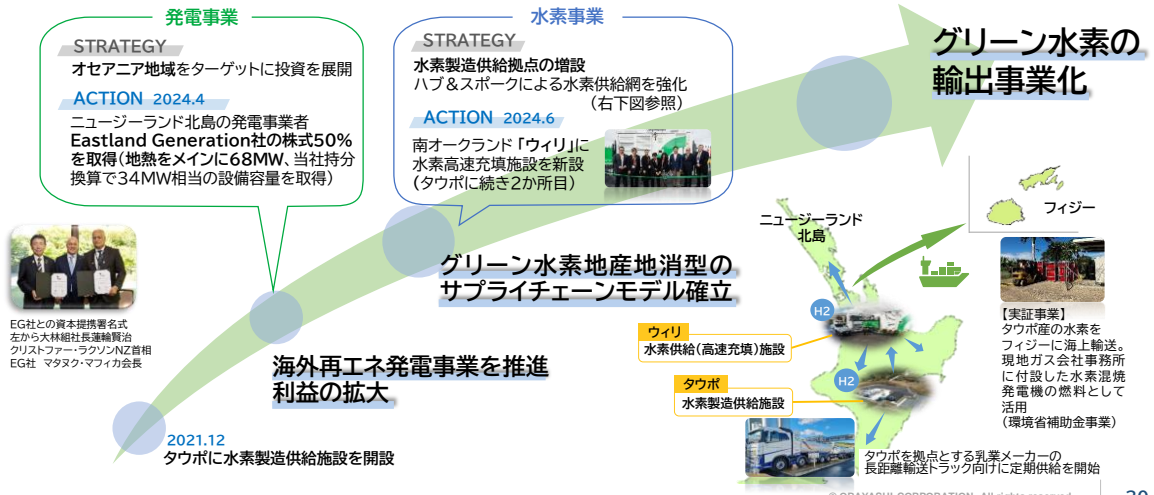 発電事業
STRATEGY
オセアニア地域をターゲットに投資を展開
ACTION 2024.4
ニュージーランド北島の発電事業者
Eastland Generation社の株式50%
を取得(地熱をメインに68MW、当社持分
換算で34MW相当の設備容量を取得)
水素事業
STRATEGY
水素製造供給拠点の増設
ハブ&スポークによる水素供給網を強化
(右下図参照)
ACTION 2024.6
南オークランド「ウィリ」に
水素高速充填施設を新設
(タウポに続き2か所目)
グリーン水素の
輸出事業化
EG社との資本提携署名式
左から大林組社長蓮輪賢治
クリストファー・ラクソンNZ首相
EG社 マタヌク・マフィカ会長
グリーン水素地産地消型の
サプライチェーンモデル確立
海外再エネ発電事業を推進
利益の拡大
2021.12
タウポに水素製造供給施設を開設
ニュージーランド
北島
フィジー
H2
ウィリ
水素供給(高速充填)施設
H2
タウポ
水素製造供給施設
【実証事業】
タウポ産の水素を
フィジーに海上輸送。
現地ガス会社事務所
に付設した水素混焼
発電機の燃料として
活用
(環境省補助金事業)
タウポを拠点とする乳業メーカーの
長距離輸送トラック向けに定期供給を開始